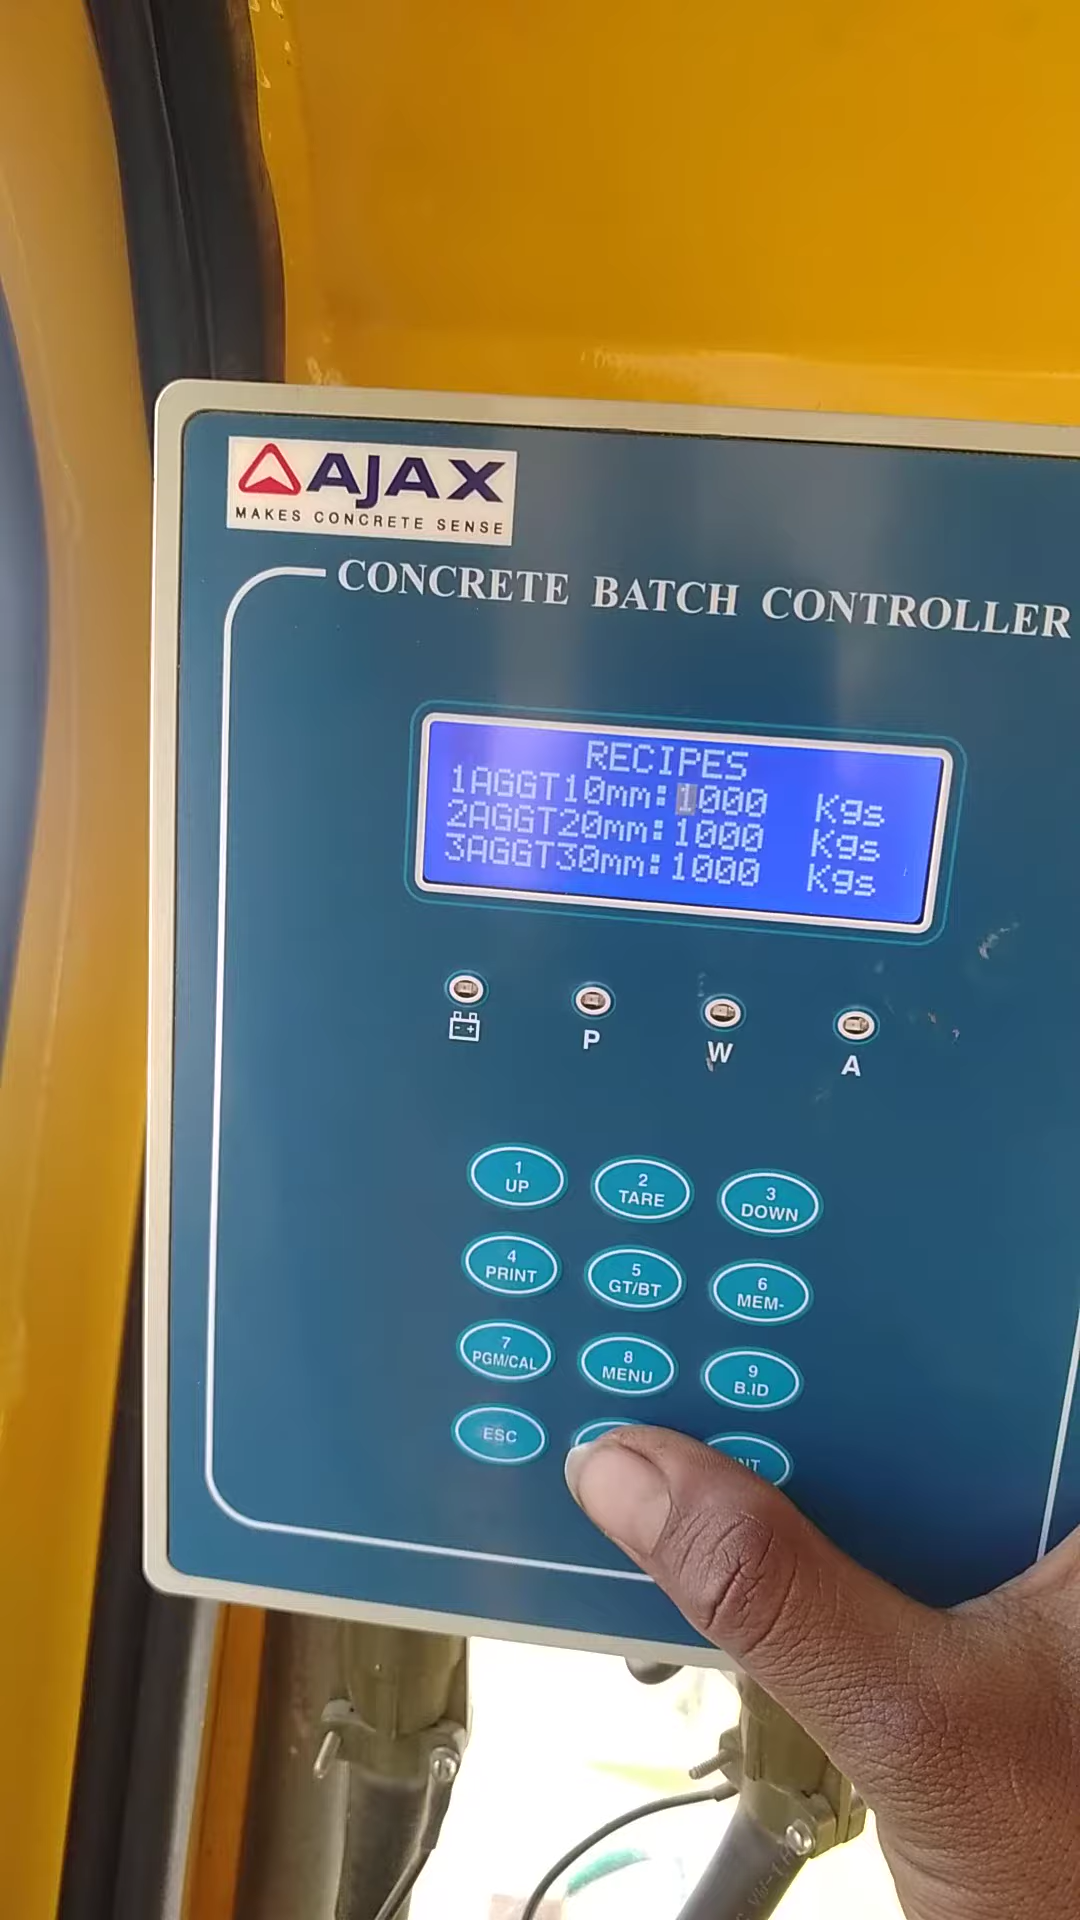 AJAX
MAKES CONCRETE SENSE
CONCRETE BATCH CONTROLLER
RECIPES
1AGGT10mm:1000 Kgs
2AGGT20mm:1000 Kgs
3AGGT30mm:1000 Kgs
P
W
A
1
UP
2
TARE
3
DOWN
4
PRINT
5
GT/BT
6
MEM-
7
PGM/CAL
8
MENU
9
B.ID
ESC